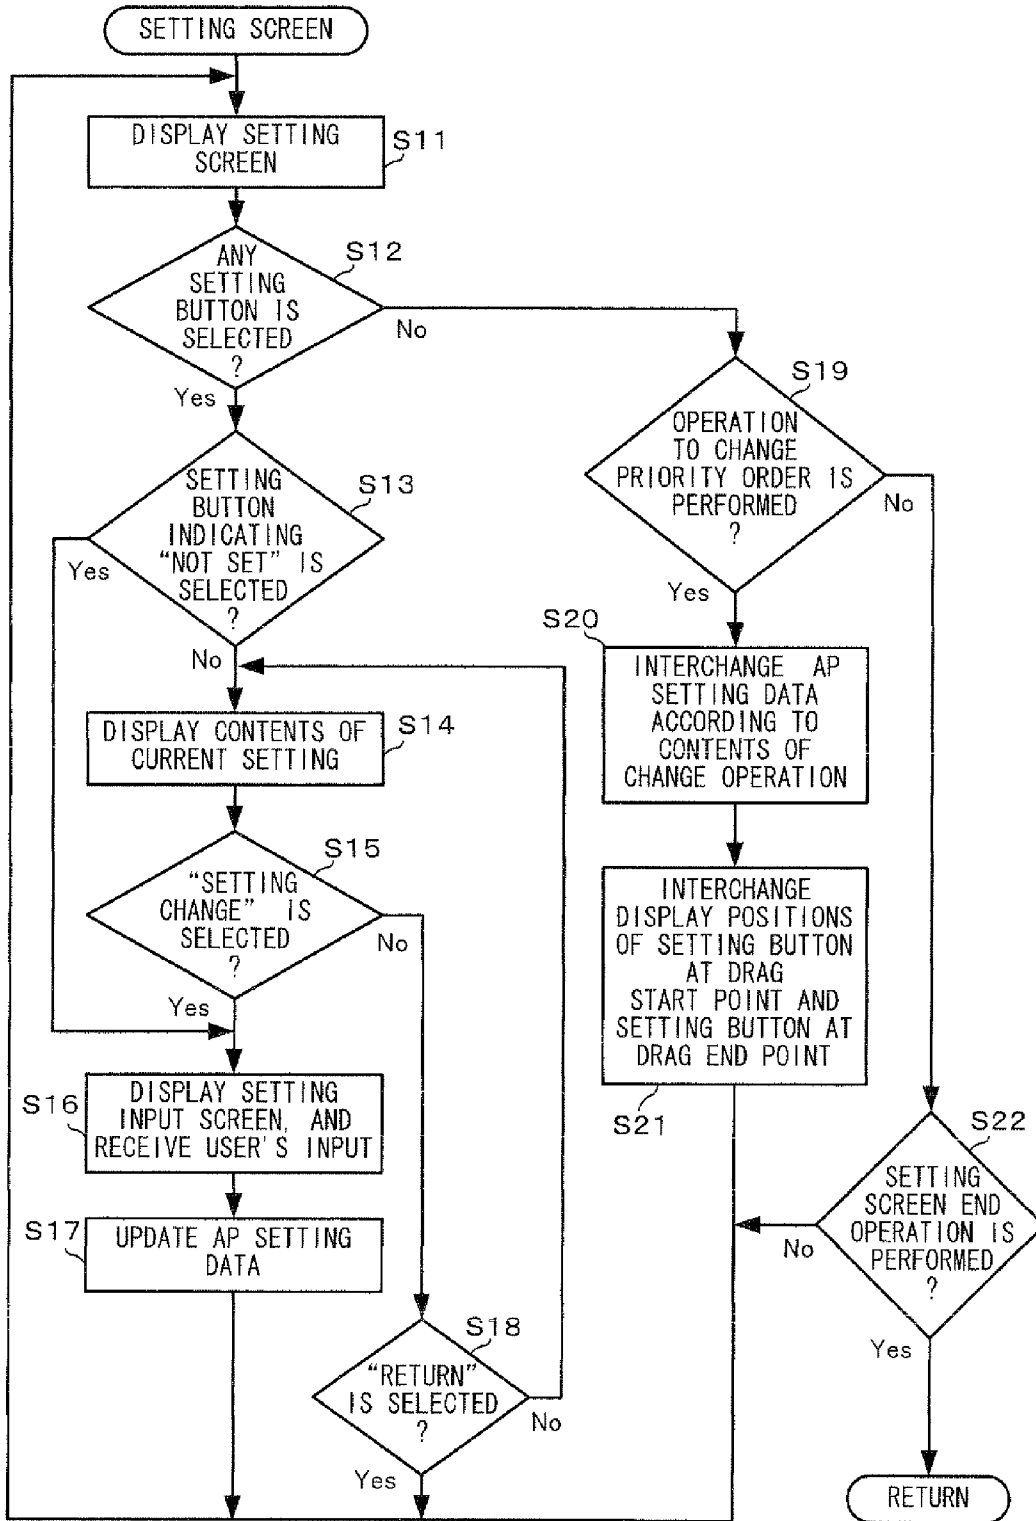 SETTING SCREEN
DISPLAY SETTING
SCREEN
S11
ANY
SETTING
BUTTON IS
SELECTED
?
S12
No
Yes
SETTING
BUTTON
INDICATING
“NOT SET” IS
SELECTED
?
S13
Yes
No
DISPLAY CONTENTS OF
CURRENT SETTING
S14
“SETTING
CHANGE” IS
SELECTED
?
S15
No
Yes
S16
DISPLAY SETTING
INPUT SCREEN, AND
RECEIVE USER'S INPUT
S17
UPDATE AP SETTING
DATA
S18
“RETURN”
IS SELECTED
?
No
Yes
S19
OPERATION
TO CHANGE
PRIORITY ORDER IS
PERFORMED
?
No
Yes
S20
INTERCHANGE AP
SETTING DATA
ACCORDING TO
CONTENTS OF
CHANGE OPERATION
INTERCHANGE
DISPLAY POSITIONS
OF SETTING BUTTON
AT DRAG
START POINT AND
SETTING BUTTON AT
DRAG END POINT
S21
S22
SETTING
SCREEN END
OPERATION IS
PERFORMED
?
No
Yes
RETURN